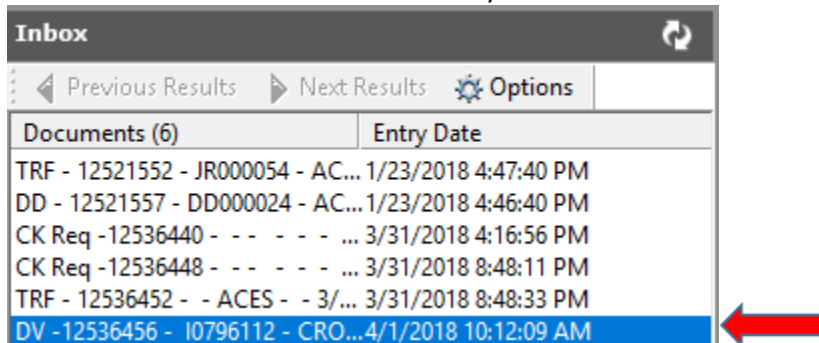 Inbox
Previous Results Next Results Options
Documents (6) Entry Date
TRF - 12521552 - JR000054 - AC... 1/23/2018 4:47:40 PM
DD - 12521557 - DD000024 - AC... 1/23/2018 4:46:40 PM
CK Req -12536440 - - - - - - - ... 3/31/2018 4:16:56 PM
CK Req -12536448 - - - - - - - ... 3/31/2018 8:48:11 PM
TRF - 12536452 - - ACES - - 3/... 3/31/2018 8:48:33 PM
DV -12536456 - I0796112 - CRO... 4/1/2018 10:12:09 AM